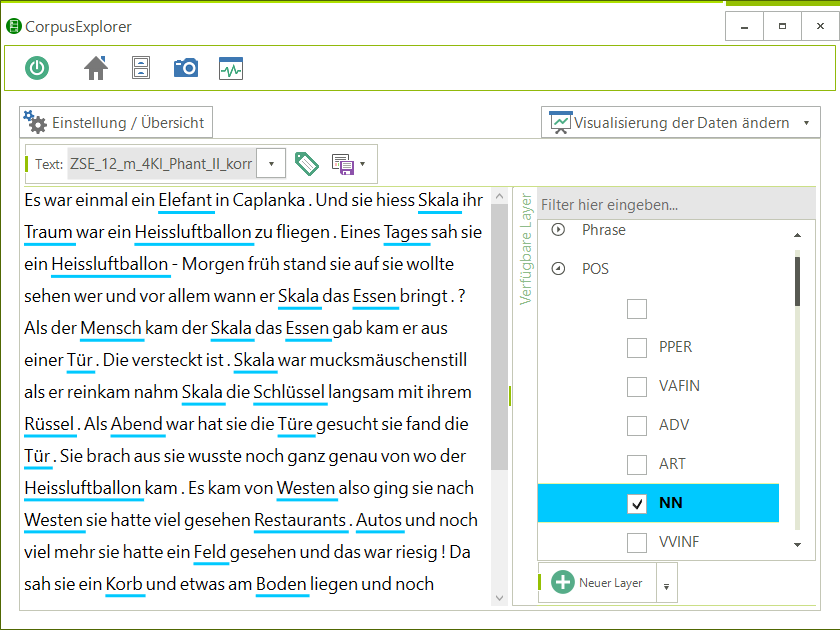 CorpusExplorer
Einstellung / Übersicht
Visualisierung der Daten ändern
Text: ZSE_12_m_4KI_Phant_II_korr
Es war einmal ein Elefant in Caplanka . Und sie hiess Skala ihr
Traum war ein Heissluftballon zu fliegen . Eines Tages sah sie
ein Heissluftballon - Morgen früh stand sie auf sie wollte
sehen wer und vor allem wann er Skala das Essen bringt . ?
Als der Mensch kam der Skala das Essen gab kam er aus
einer Tür . Die versteckt ist . Skala war mucksmäuschenstill
als er reinkam nahm Skala die Schlüssel langsam mit ihrem
Rüssel . Als Abend war hat sie die Türe gesucht sie fand die
Tür . Sie brach aus sie wusste noch ganz genau von wo der
Heissluftballon kam . Es kam von Westen also ging sie nach
Westen sie hatte viel gesehen Restaurants . Autos und noch
viel mehr sie hatte ein Feld gesehen und das war riesig ! Da
sah sie ein Korb und etwas am Boden liegen und noch
Verfügbare Layer
Filter hier eingeben...
Phrase
POS
PPER
VAFIN
ADV
ART
NN
VVINF
Neuer Layer